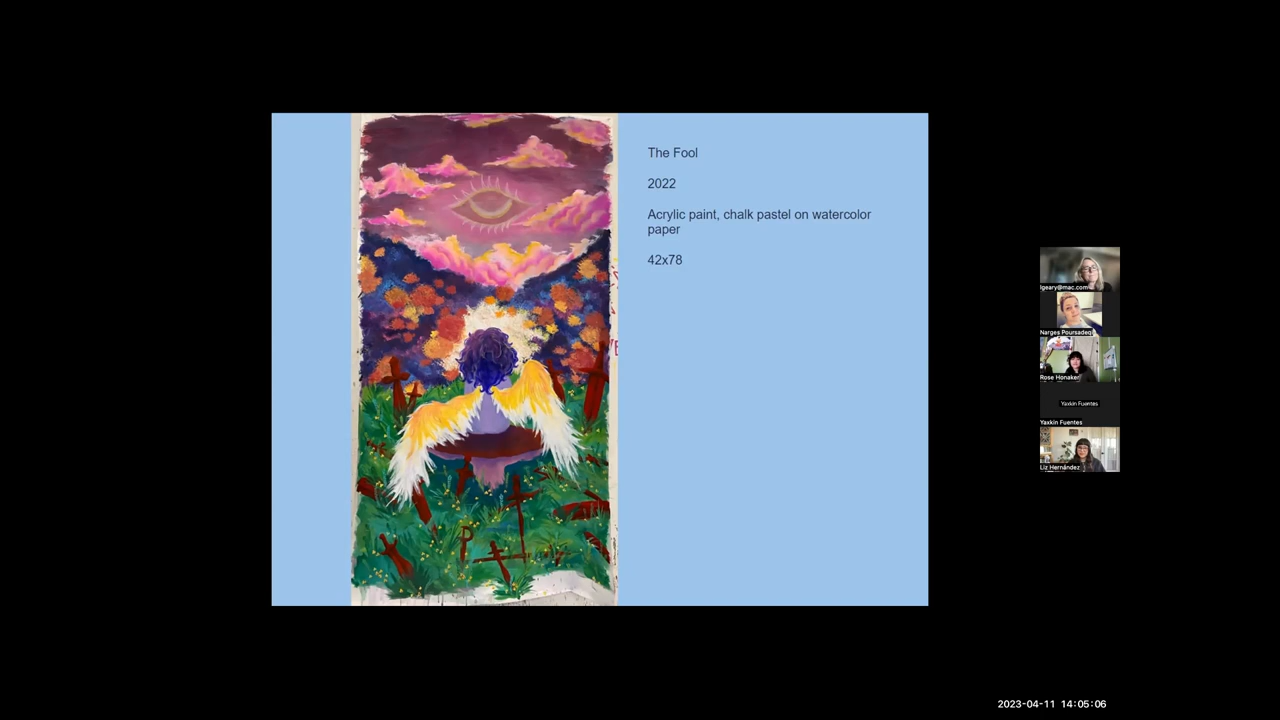 The Fool
2022
Acrylic paint, chalk pastel on watercolor
paper
42x78
lgeary@mac.com
Narges Poursadeqi
Rose Honaker
Yaxkin Fuentes
Yaxkin Fuentes
Liz Hernández
2023-04-11 14:05:06